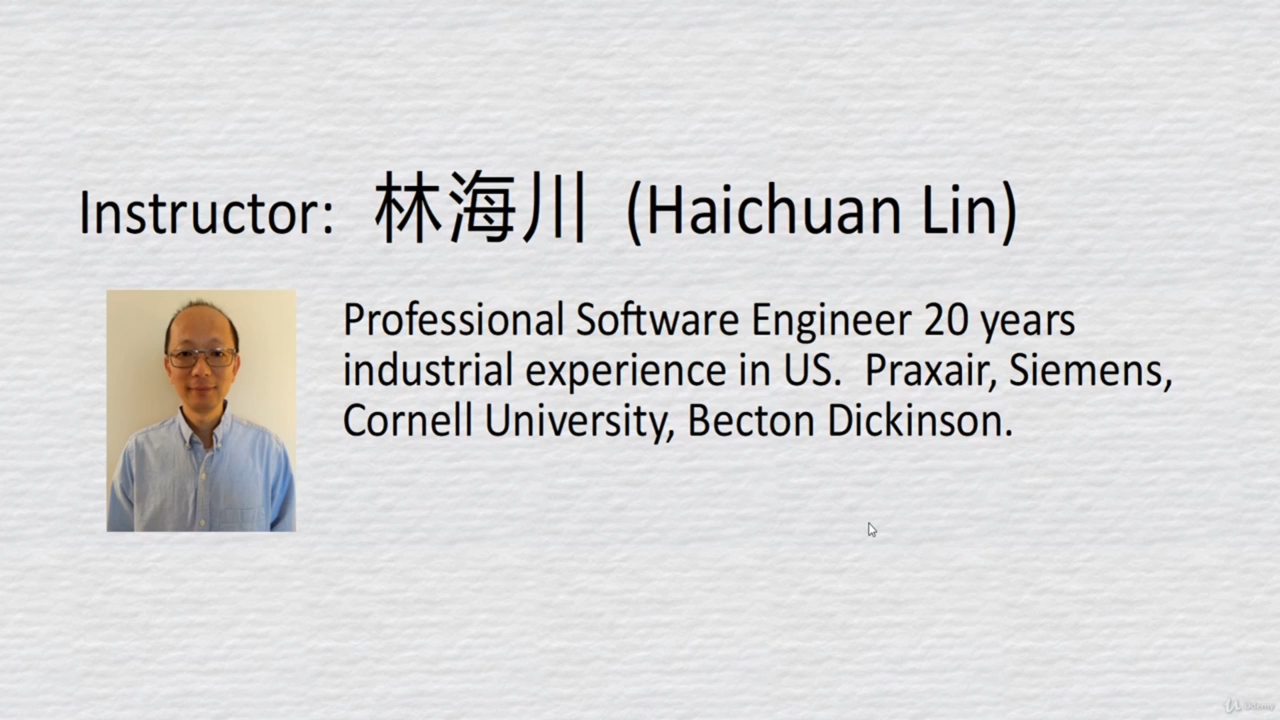 Instructor: 林海川 (Haichuan Lin)
Professional Software Engineer 20 years
industrial experience in US. Praxair, Siemens,
Cornell University, Becton Dickinson.
Udemy